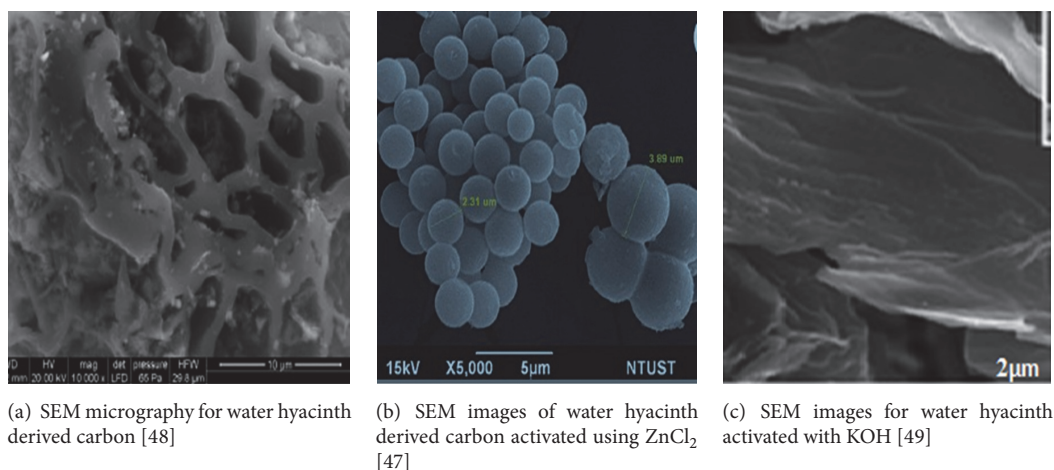 VD HV mag det pressure HFW 10 µm
mm 20.00 kV 10 000 x LFD 65 Pa 29.8 µm
2.31 um
3.89 um
15kV X5,000 5µm NTUST
2µm
(a) SEM micrography for water hyacinth
derived carbon [48]
(b) SEM images of water hyacinth
derived carbon activated using ZnCl₂
[47]
(c) SEM images for water hyacinth
activated with KOH [49]